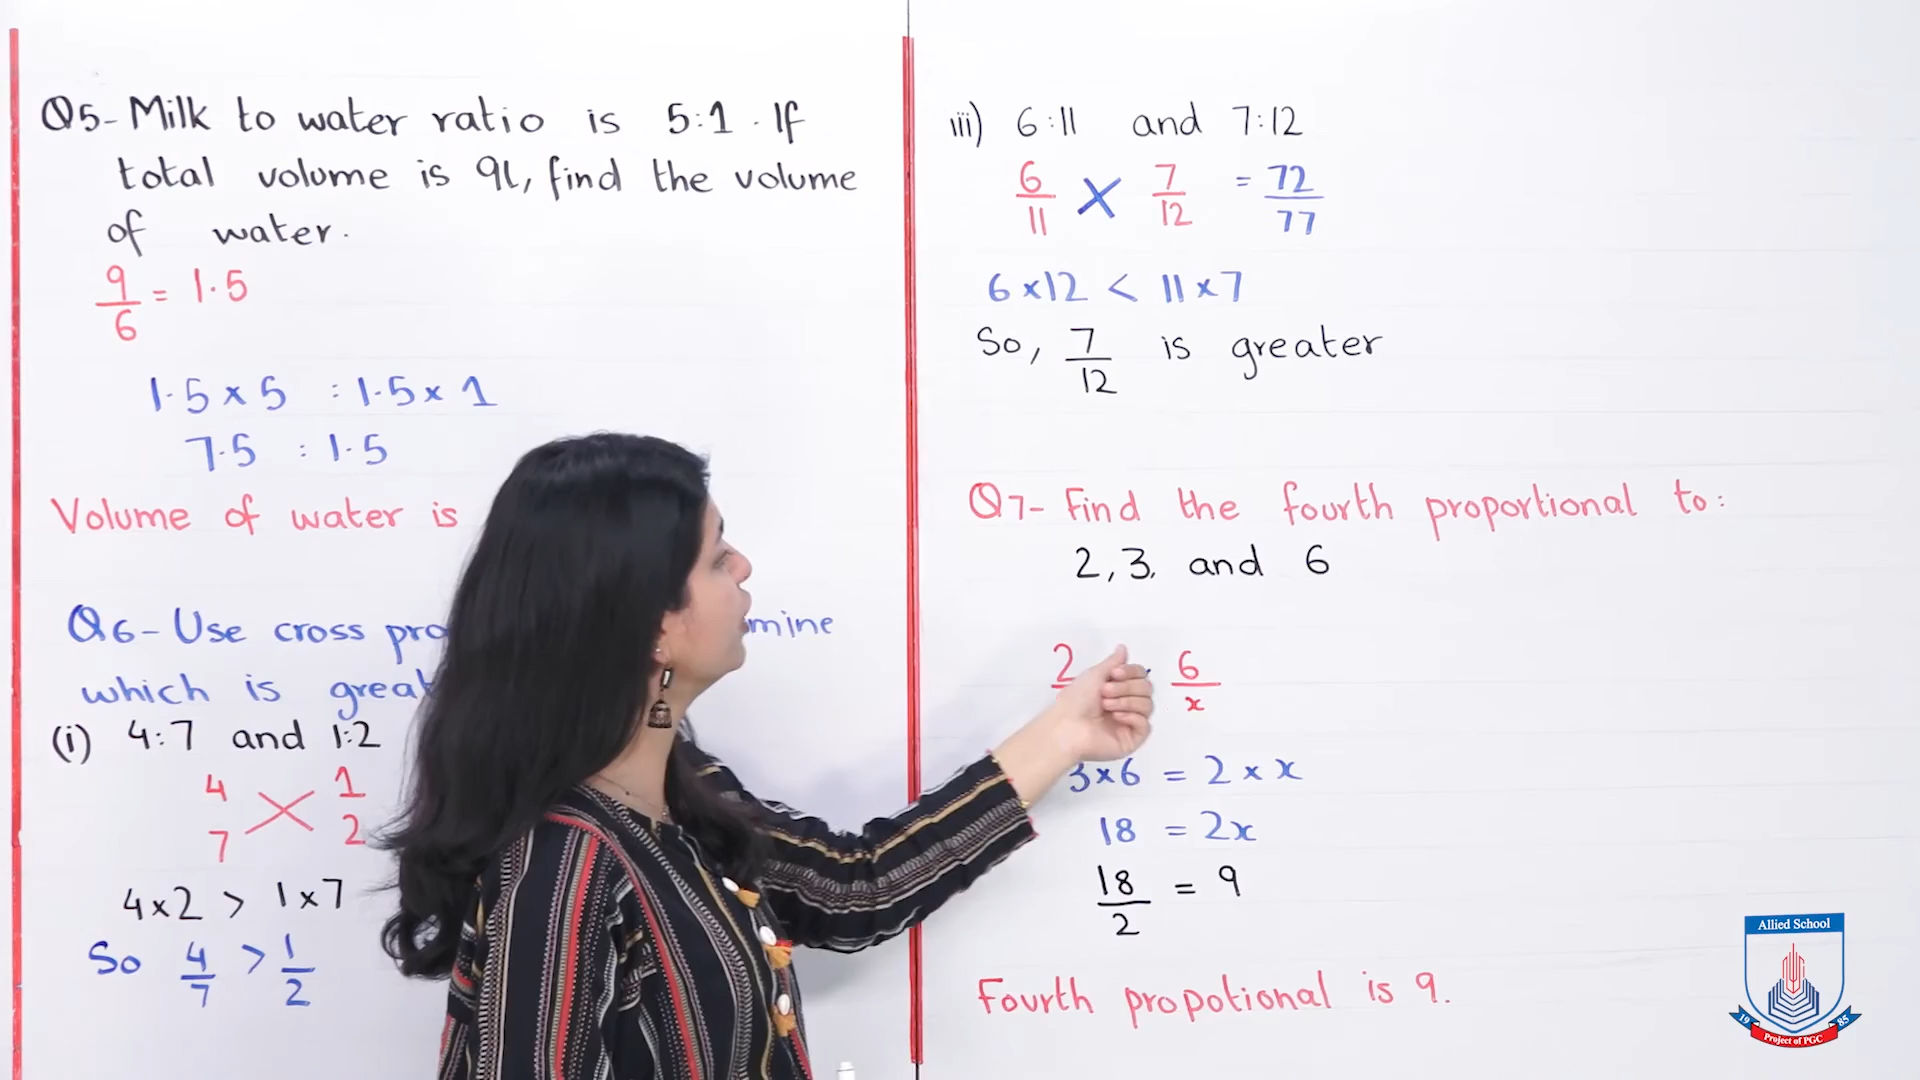 Q5- Milk to water ratio is 5:1. If
total volume is 9l, find the volume
of water.
9/6 = 1.5
1.5 x 5 : 1.5 x 1
7.5 : 1.5
Volume of water is
Q6- Use cross pro mine
which is great
(i) 4:7 and 1:2
4 1
7 2
4x2 > 1x7
So 4/7 > 1/2
iii) 6:11 and 7:12
6/11 X 7/12 = 72/77
6x12 < 11x7
So, 7/12 is greater
Q7- Find the fourth proportional to:
2, 3, and 6
2 6/x
3x6 = 2 x x
18 = 2x
18/2 = 9
Fourth propotional is 9.
Allied School
19 85
Project of PGC